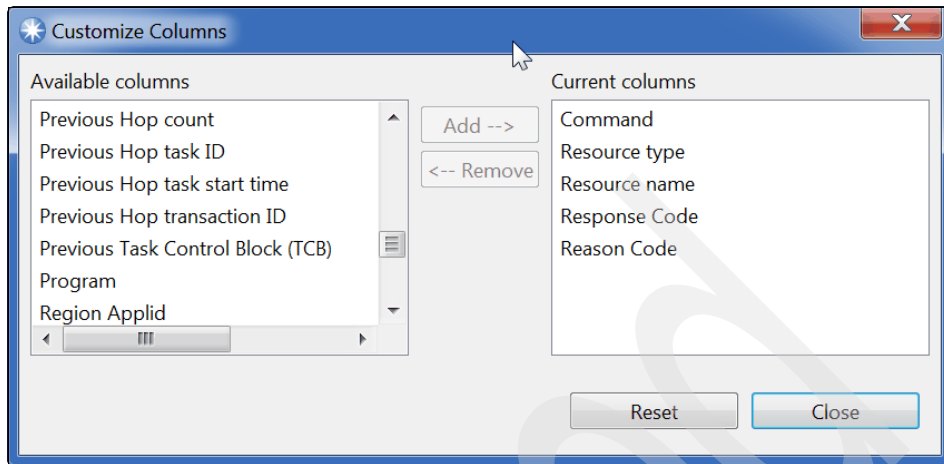 Customize Columns
X
Available columns
Previous Hop count
Previous Hop task ID
Previous Hop task start time
Previous Hop transaction ID
Previous Task Control Block (TCB)
Program
Region Applid
Add -->
<-- Remove
Current columns
Command
Resource type
Resource name
Response Code
Reason Code
Reset
Close